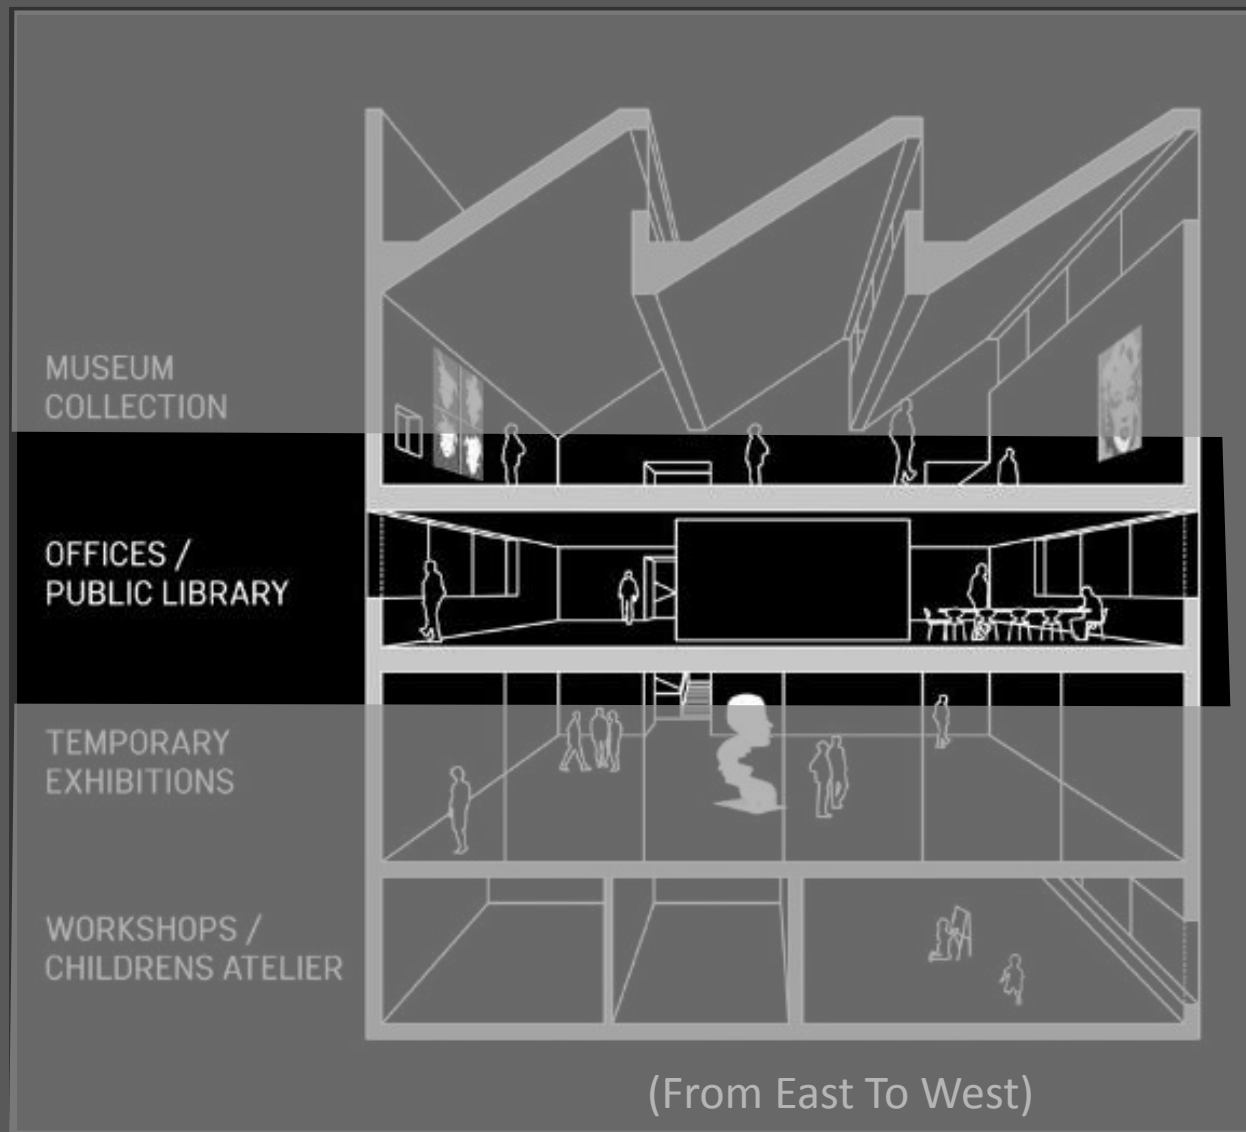 MUSEUM
COLLECTION
OFFICES /
PUBLIC LIBRARY
TEMPORARY
EXHIBITIONS
WORKSHOPS /
CHILDRENS ATELIER
(From East To West)